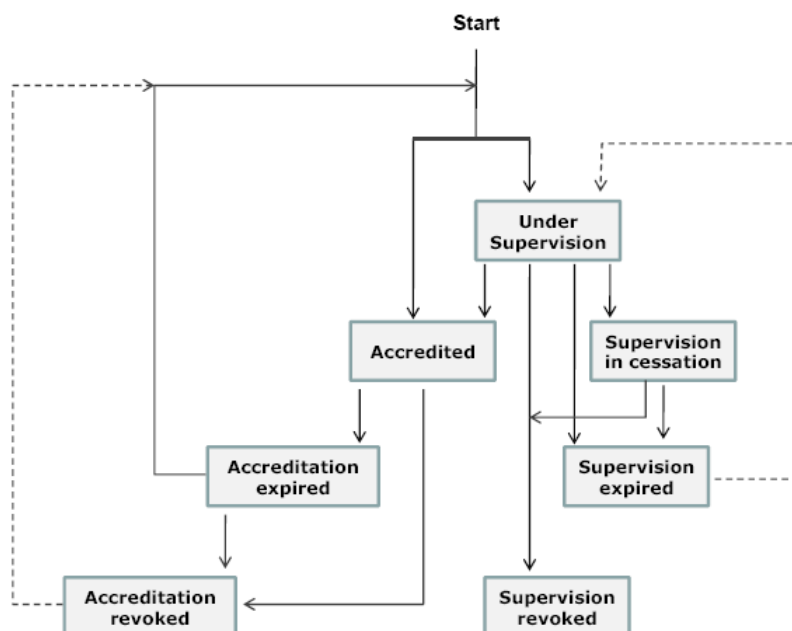 Start
Under
Supervision
Accredited
Supervision
in cessation
Accreditation
expired
Supervision
expired
Accreditation
revoked
Supervision
revoked